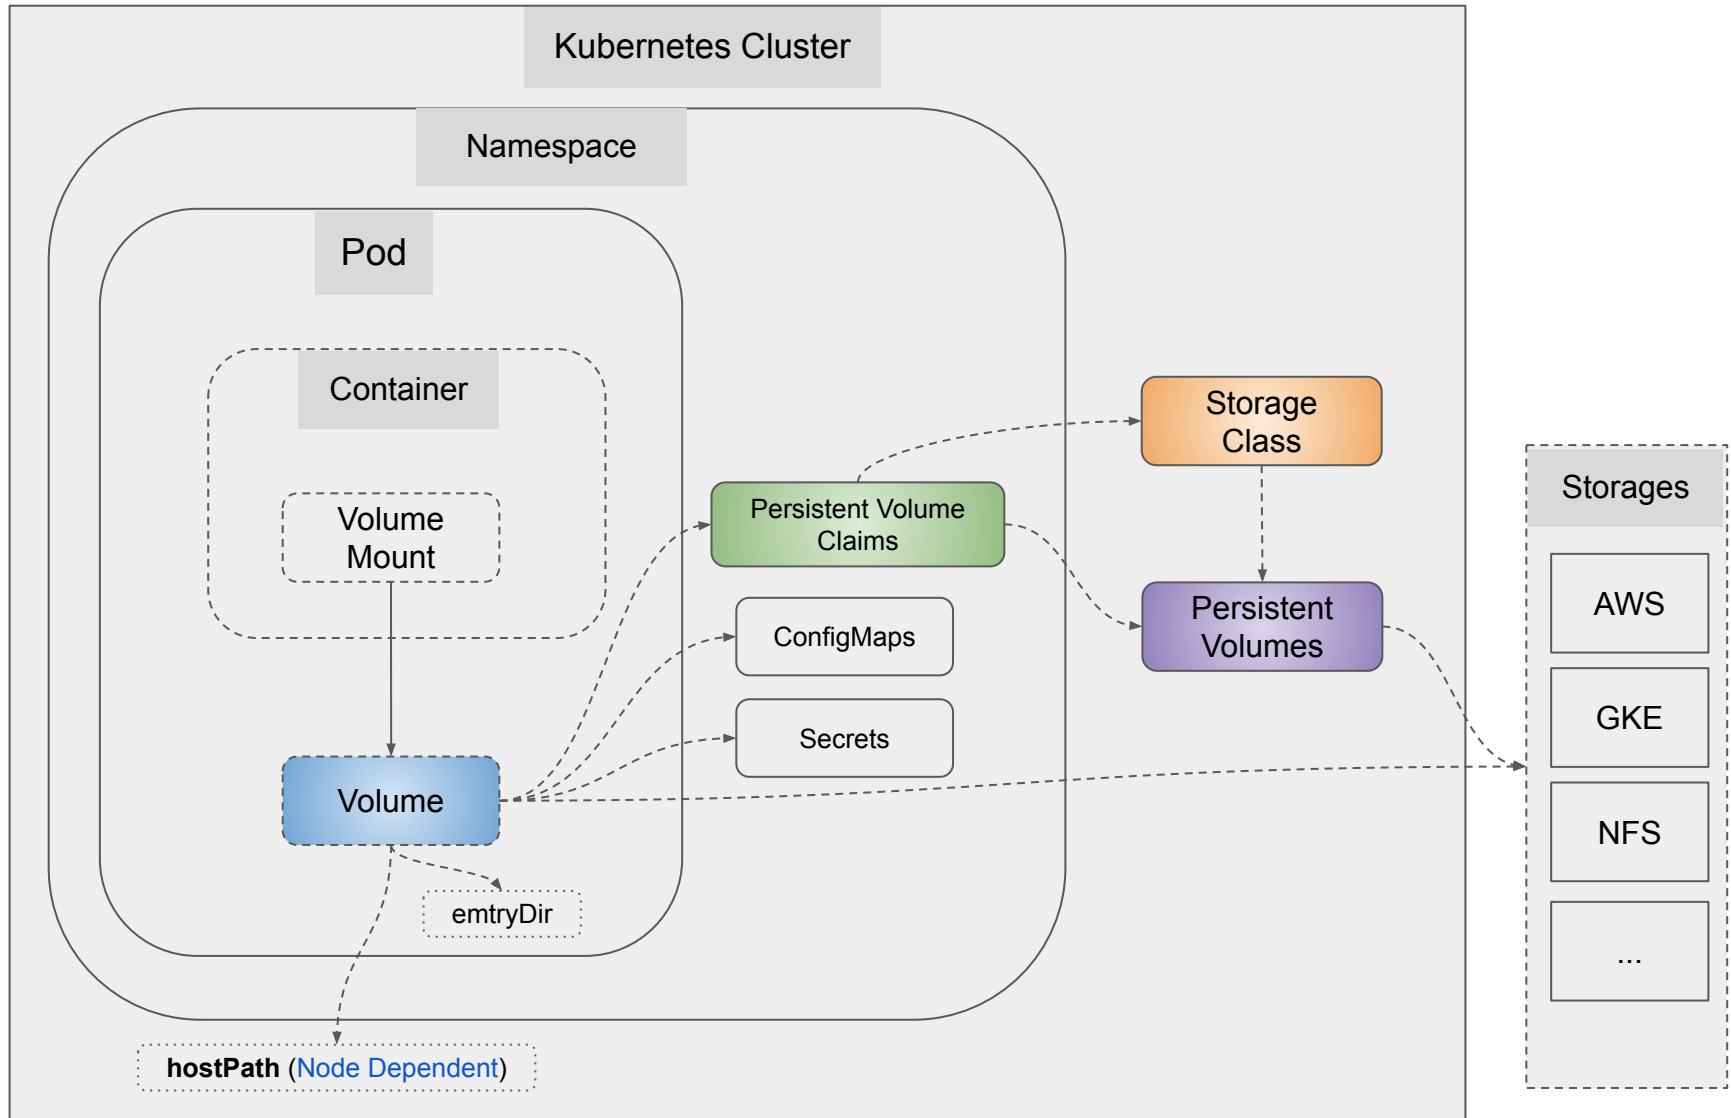 Kubernetes Cluster
Namespace
Pod
Container
Volume
Mount
Volume
emtryDir
hostPath (Node Dependent)
Persistent Volume
Claims
ConfigMaps
Secrets
Storage
Class
Persistent
Volumes
Storages
AWS
GKE
NFS
...